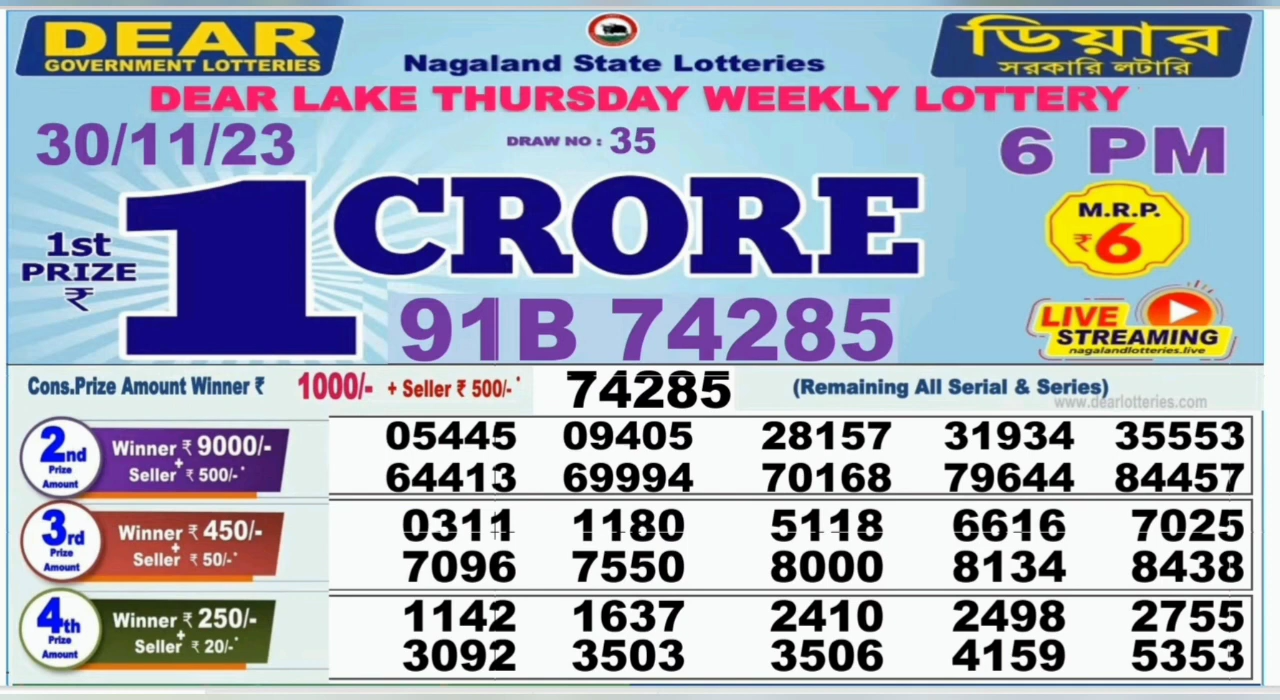 DEAR
GOVERNMENT LOTTERIES
Nagaland State Lotteries
ডিয়ার
সরকারি লটারি
DEAR LAKE THURSDAY WEEKLY LOTTERY
30/11/23
DRAW NO : 35
6 PM
1st
PRIZE
₹
1 CRORE
M.R.P.
₹6
91B 74285
LIVE
STREAMING
nagalandlotteries.live
Cons.Prize Amount Winner ₹ 1000/- + Seller ₹ 500/-* 74285 (Remaining All Serial & Series)
www.dearlotteries.com
2nd
Prize
Amount
Winner ₹ 9000/-
+
Seller ₹ 500/-*
05445 09405 28157 31934 35553
64413 69994 70168 79644 84457
3rd
Prize
Amount
Winner ₹ 450/-
+
Seller ₹ 50/-*
0311 1180 5118 6616 7025
7096 7550 8000 8134 8438
4th
Prize
Amount
Winner ₹ 250/-
+
Seller ₹ 20/-*
1142 1637 2410 2498 2755
3092 3503 3506 4159 5353